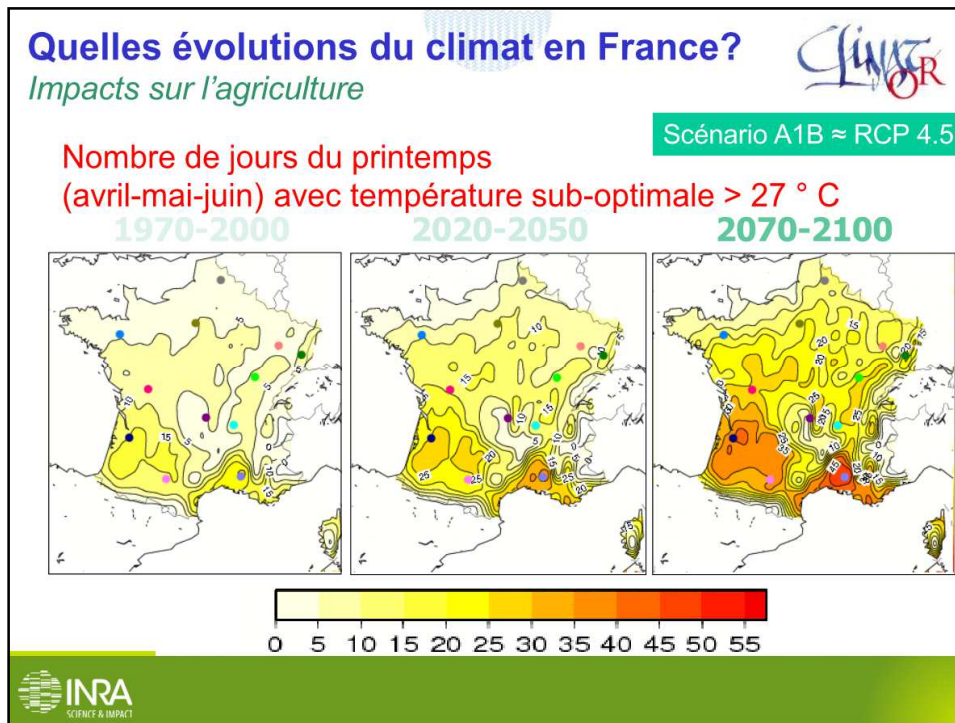 Quelles évolutions du climat en France?
CLIMATOR
Impacts sur l'agriculture
Scénario A1B ≈ RCP 4.5
Nombre de jours du printemps
(avril-mai-juin) avec température sub-optimale > 27 ° C
1970-2000
2020-2050
2070-2100
0 5 10 15 20 25 30 35 40 45 50 55
INRA
SCIENCE & IMPACT